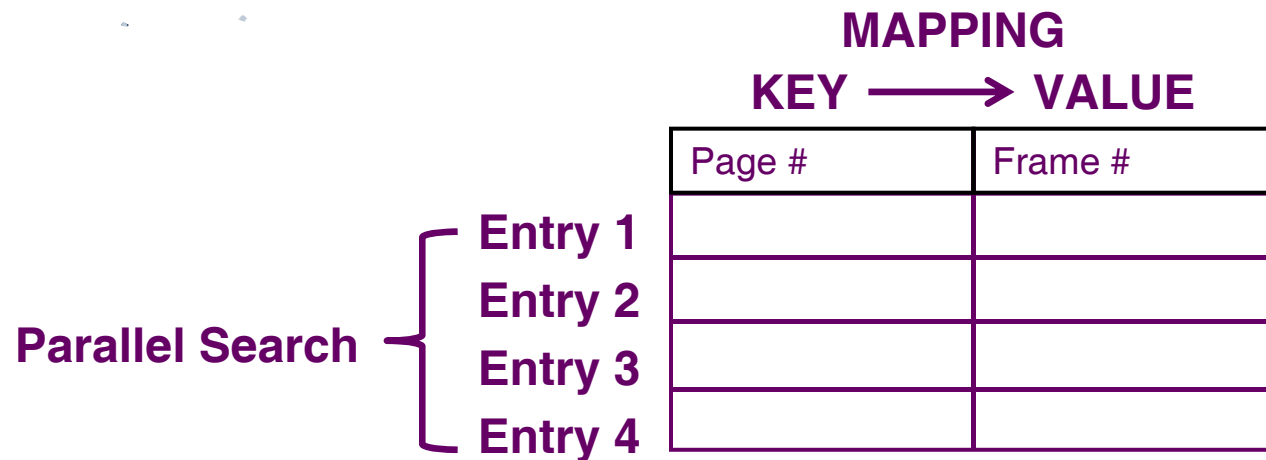 MAPPING
KEY → VALUE
Page # Frame #
Entry 1
Entry 2
Parallel Search
Entry 3
Entry 4